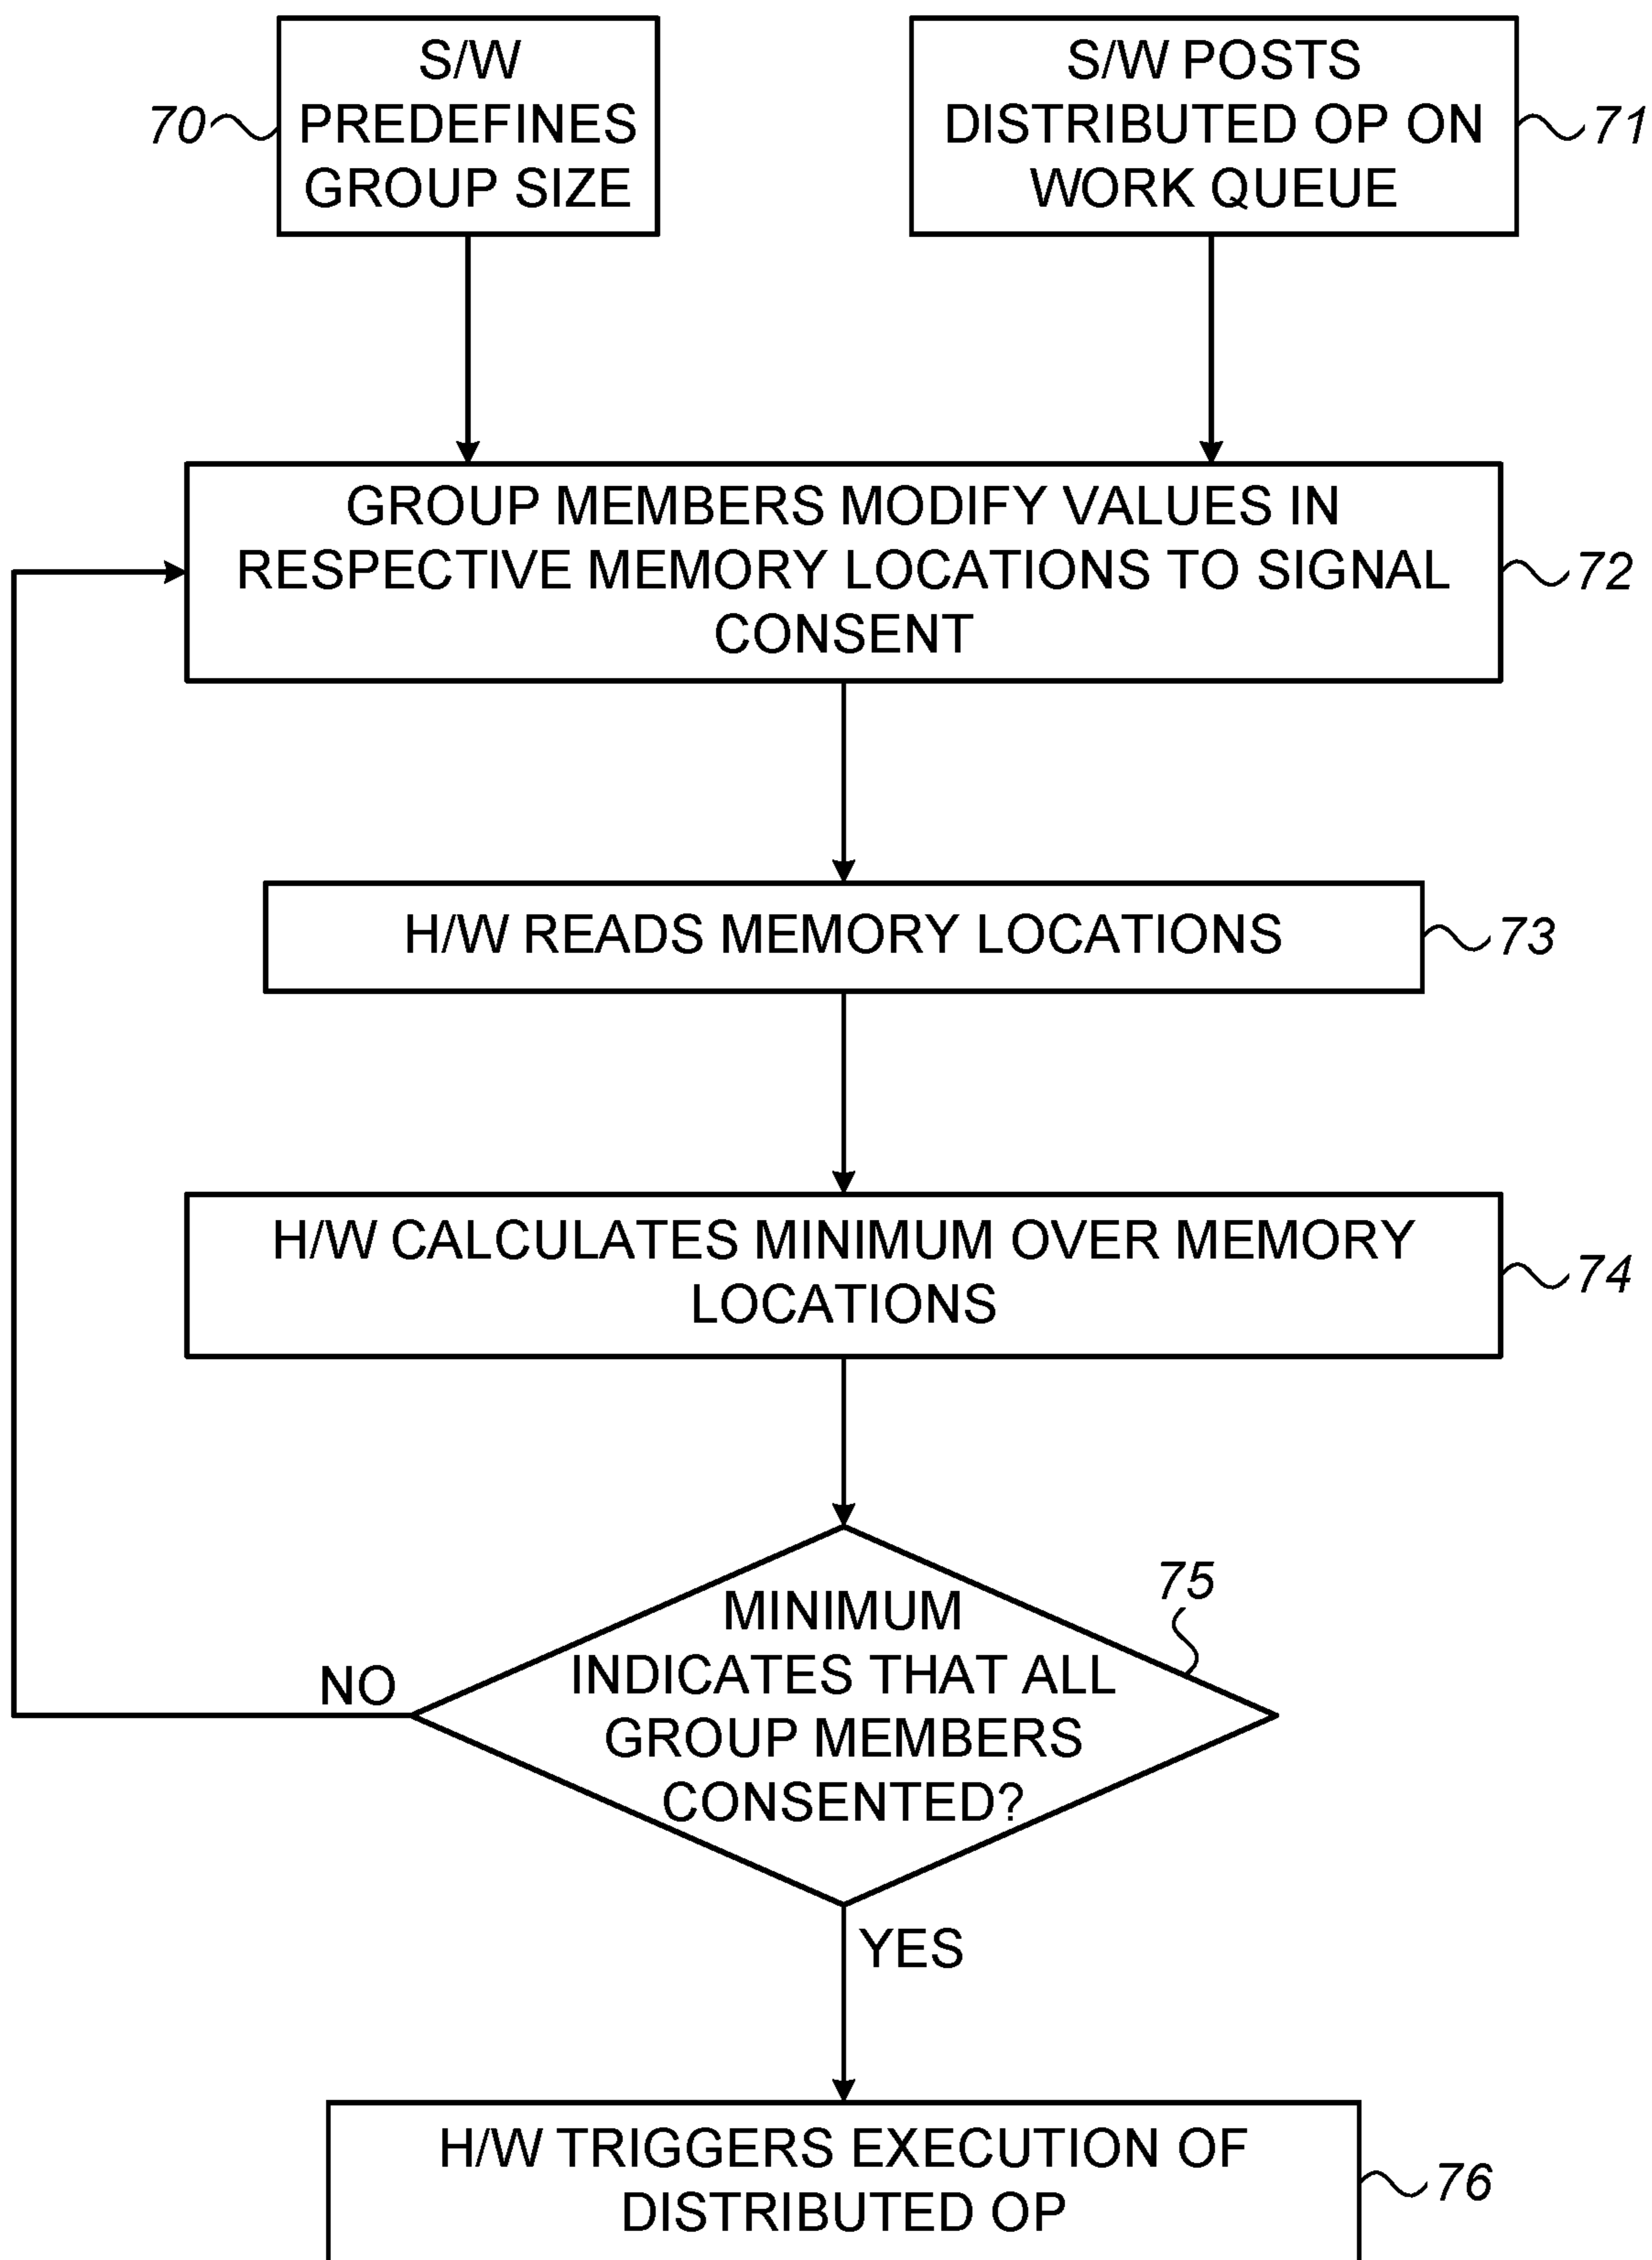 S/W
PREDEFINES
GROUP SIZE
70
S/W POSTS
DISTRIBUTED OP ON
WORK QUEUE
71
GROUP MEMBERS MODIFY VALUES IN
RESPECTIVE MEMORY LOCATIONS TO SIGNAL
CONSENT
72
H/W READS MEMORY LOCATIONS
73
H/W CALCULATES MINIMUM OVER MEMORY
LOCATIONS
74
MINIMUM
INDICATES THAT ALL
GROUP MEMBERS
CONSENTED?
75
NO
YES
H/W TRIGGERS EXECUTION OF
DISTRIBUTED OP
76